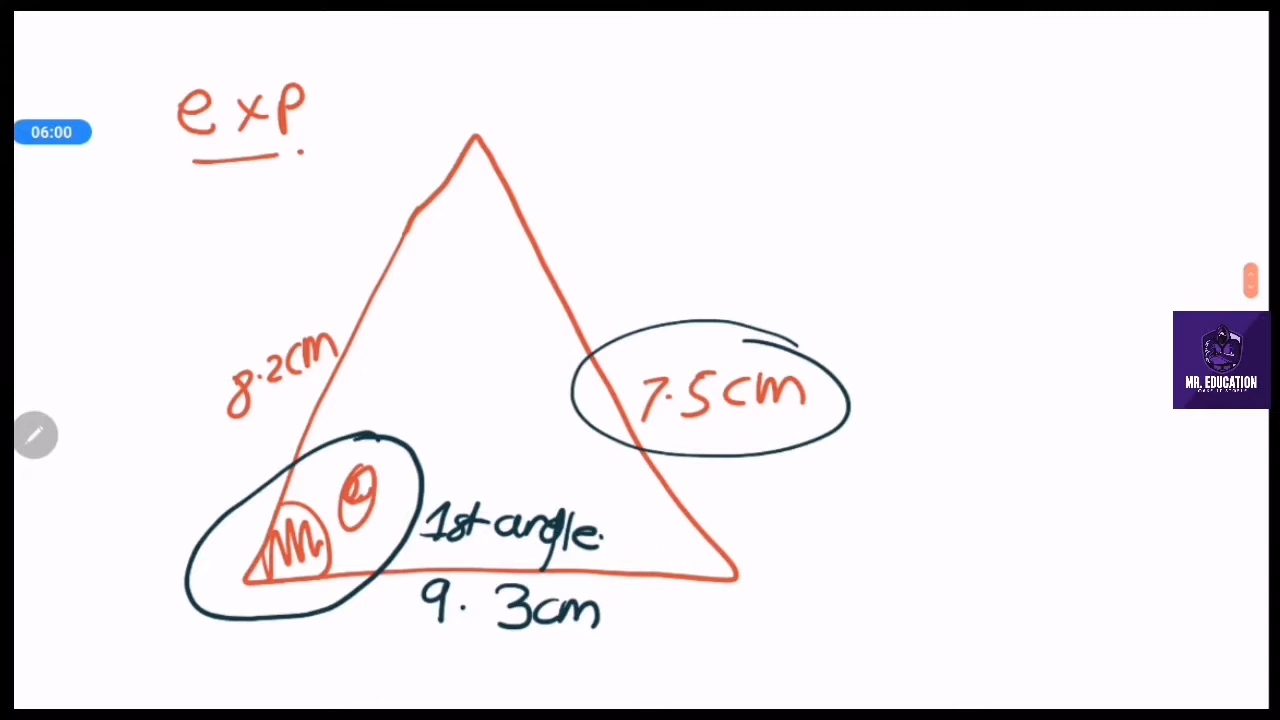 exp.
06:00
8.2cm
7.5cm
MR. EDUCATION
1st angle.
9.3cm